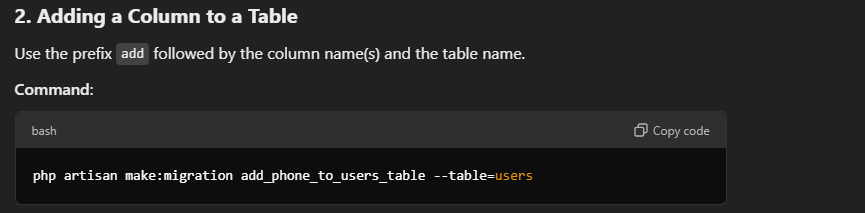 2. Adding a Column to a Table
Use the prefix add followed by the column name(s) and the table name.
Command:
bash
Copy code
php artisan make:migration add_phone_to_users_table --table=users